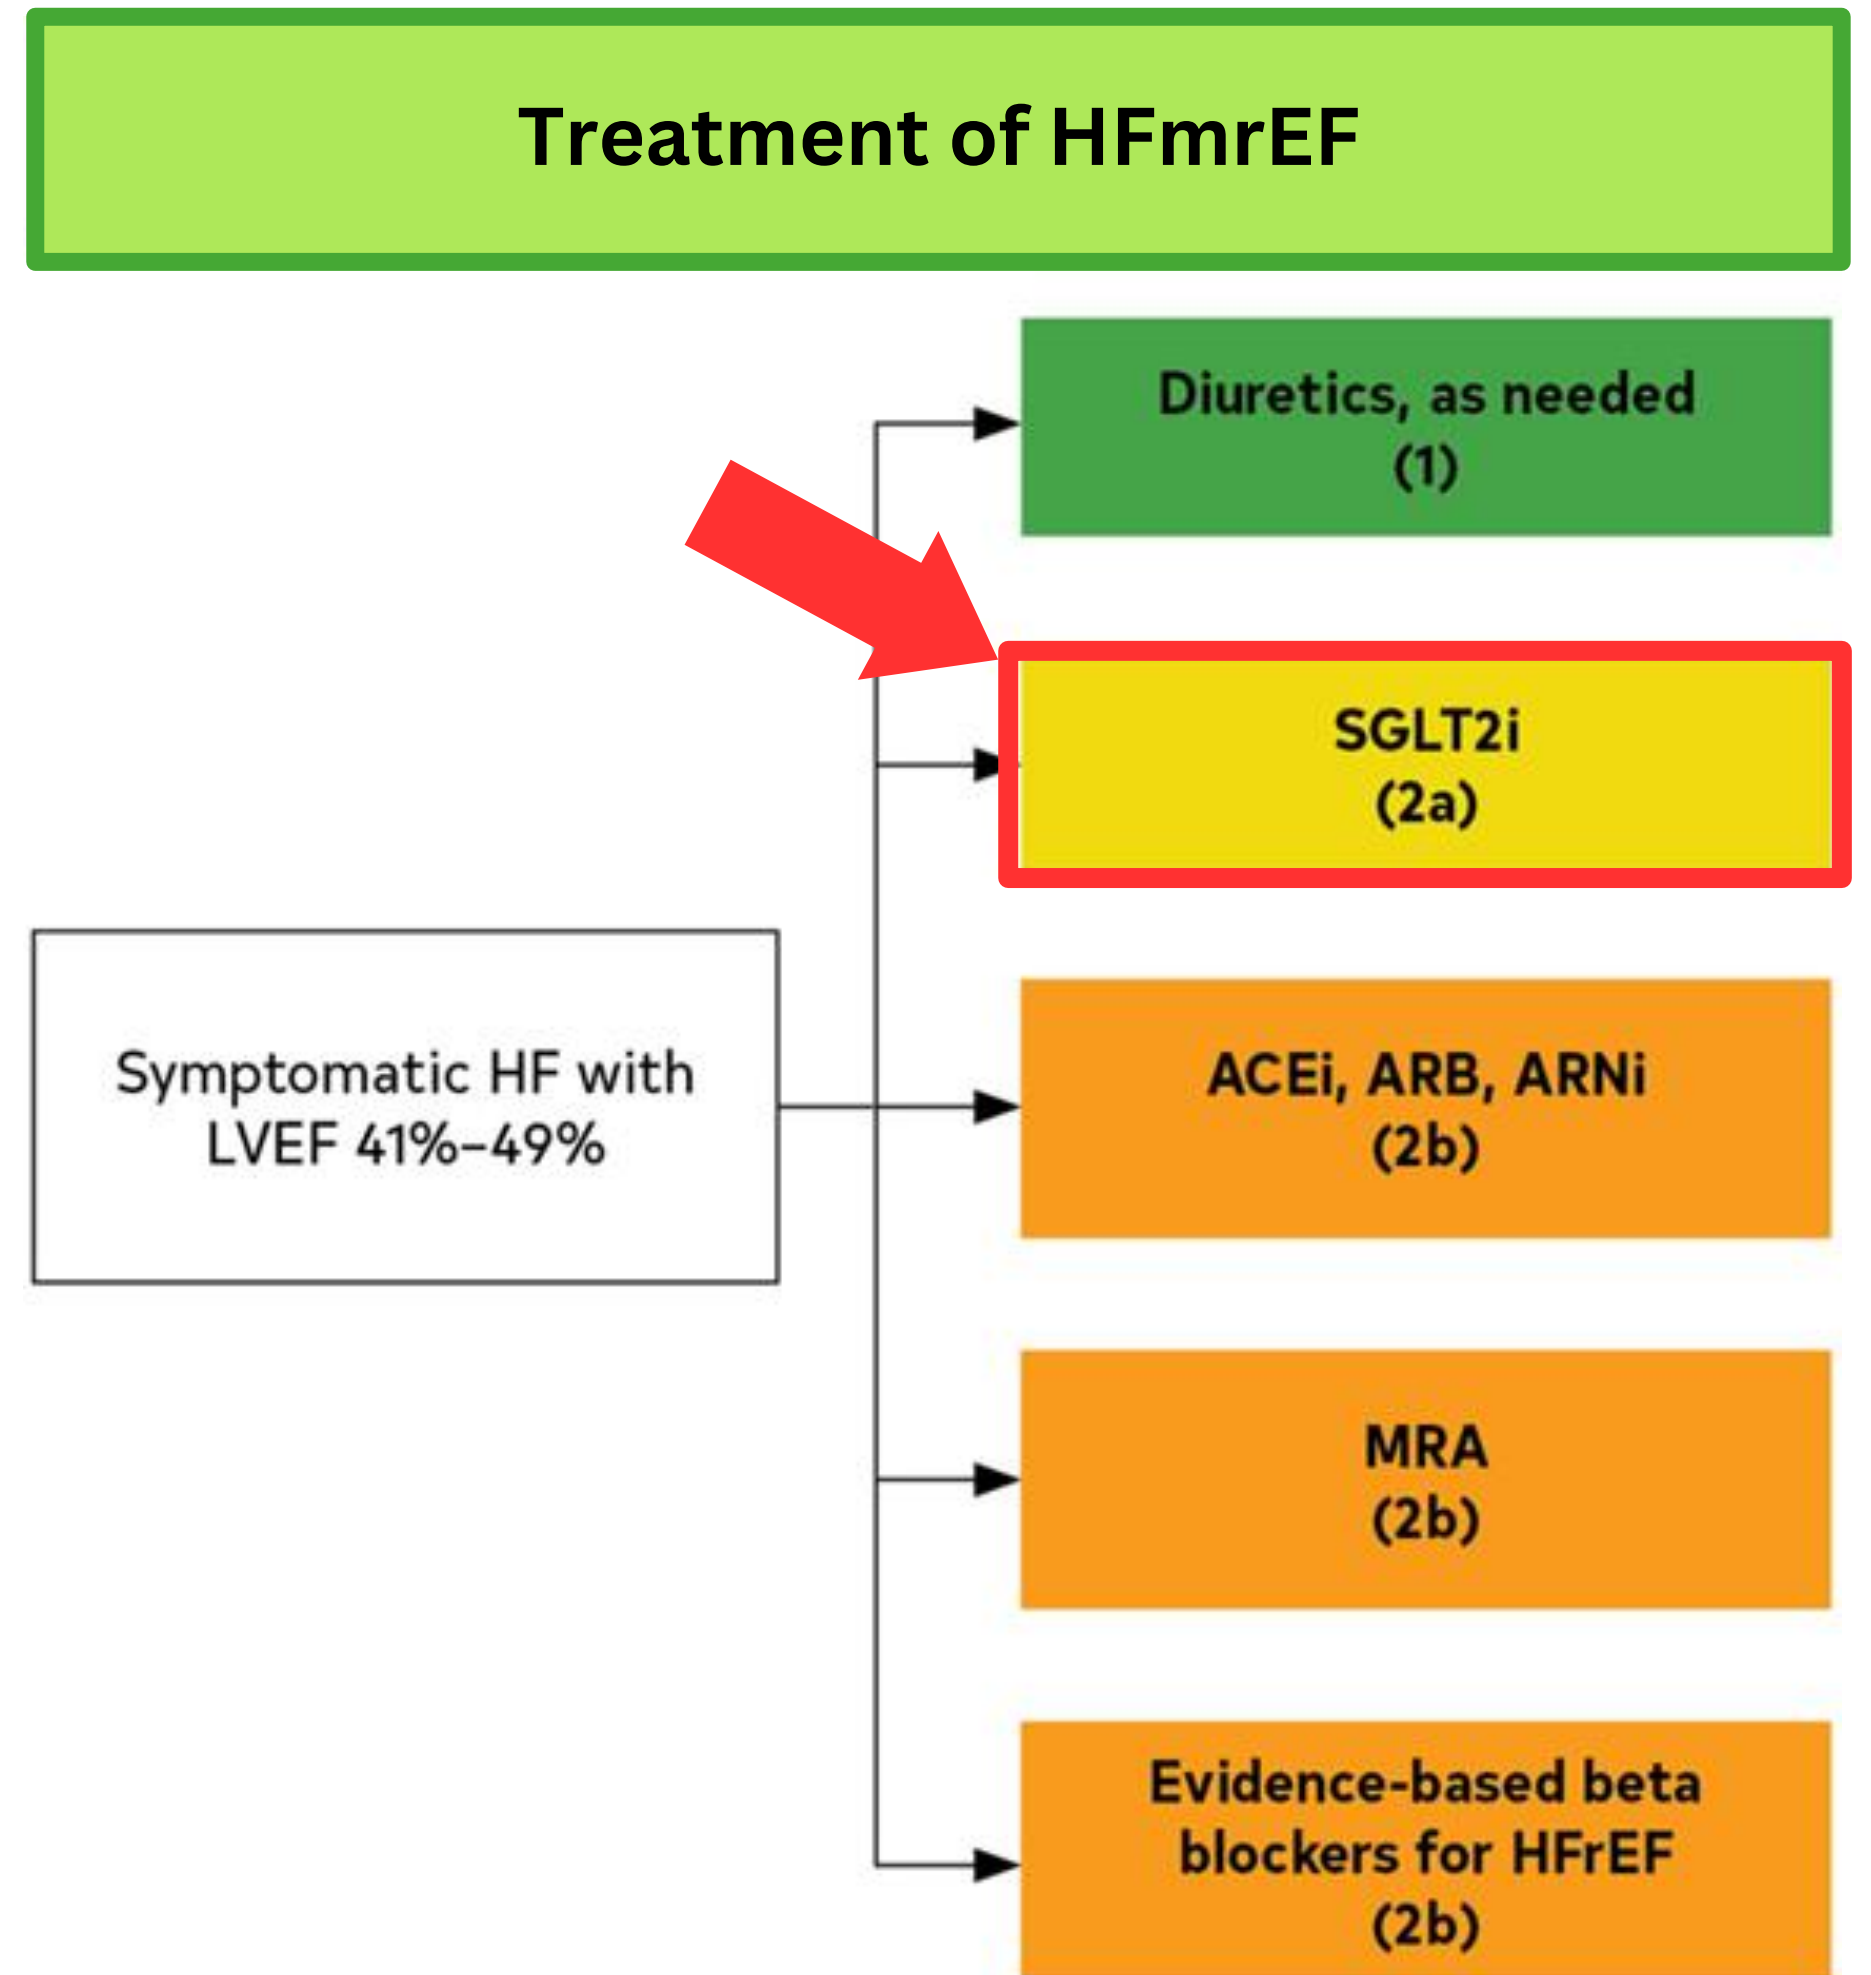 Treatment of HFmrEF
Diuretics, as needed
(1)
SGLT2i
(2a)
Symptomatic HF with
LVEF 41%–49%
ACEi, ARB, ARNi
(2b)
MRA
(2b)
Evidence-based beta
blockers for HFrEF
(2b)